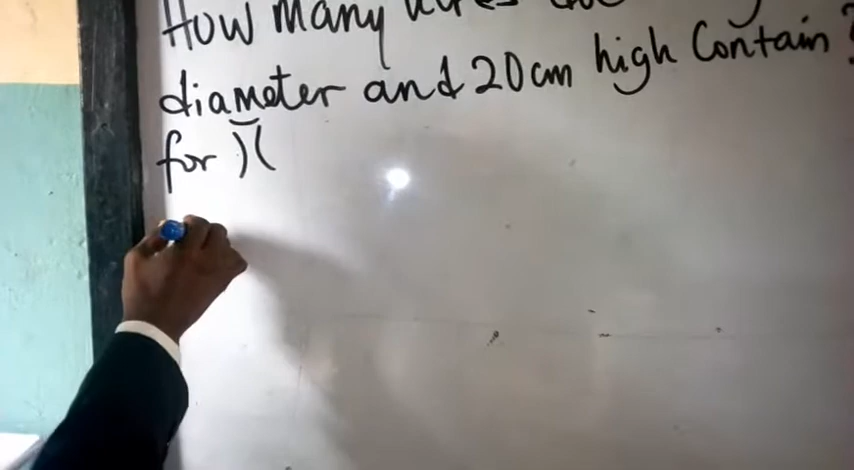 How many
diameter and 20cm high Contain?
for π